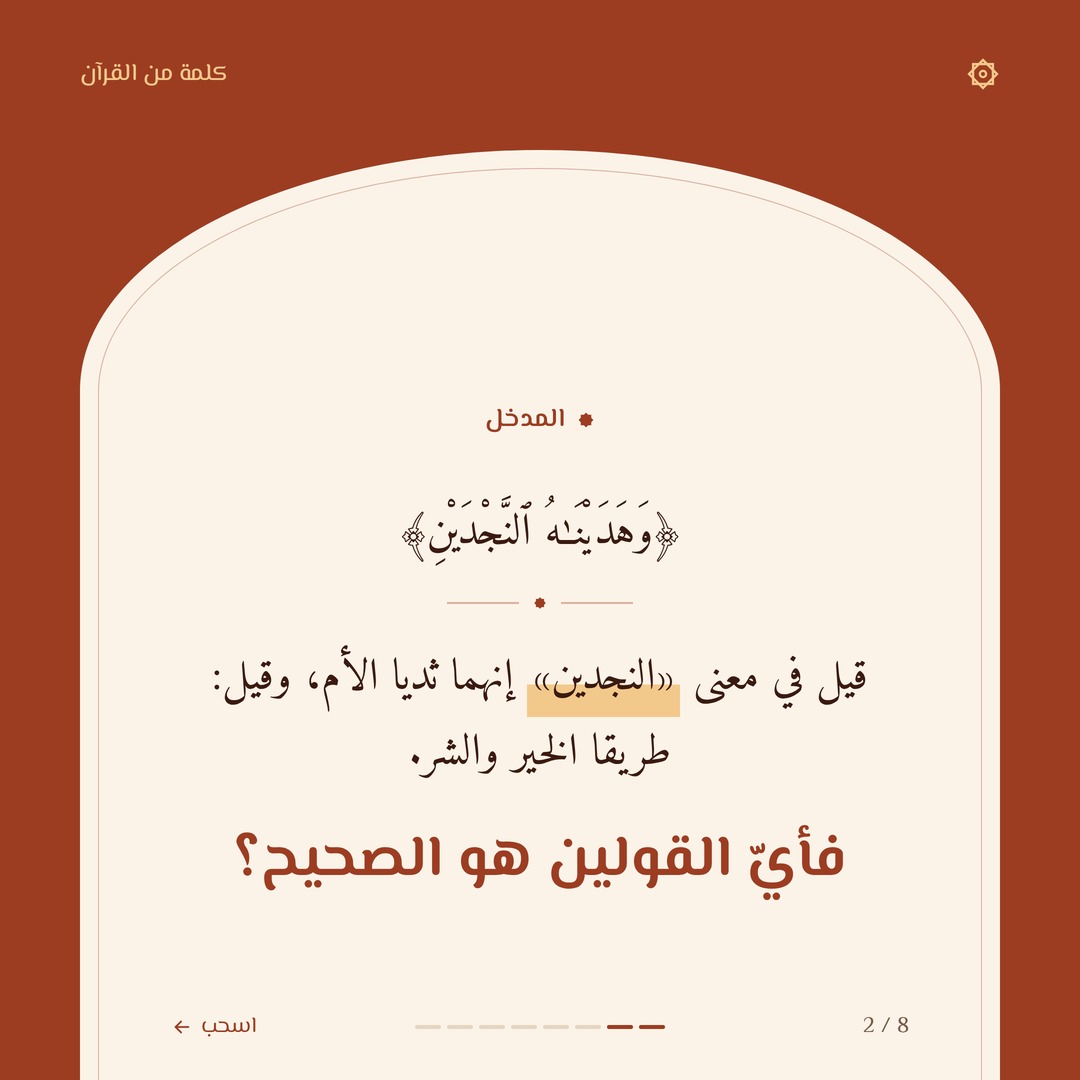 كلمة من القرآن
المدخل
﴿وَهَدَيْنَـٰهُ ٱلنَّجْدَيْنِ﴾
قيل في معنى «النجدين» إنهما ثديا الأم، وقيل:
طريقا الخير والشر.
فأيّ القولين هو الصحيح؟
2 / 8
اسحب ←